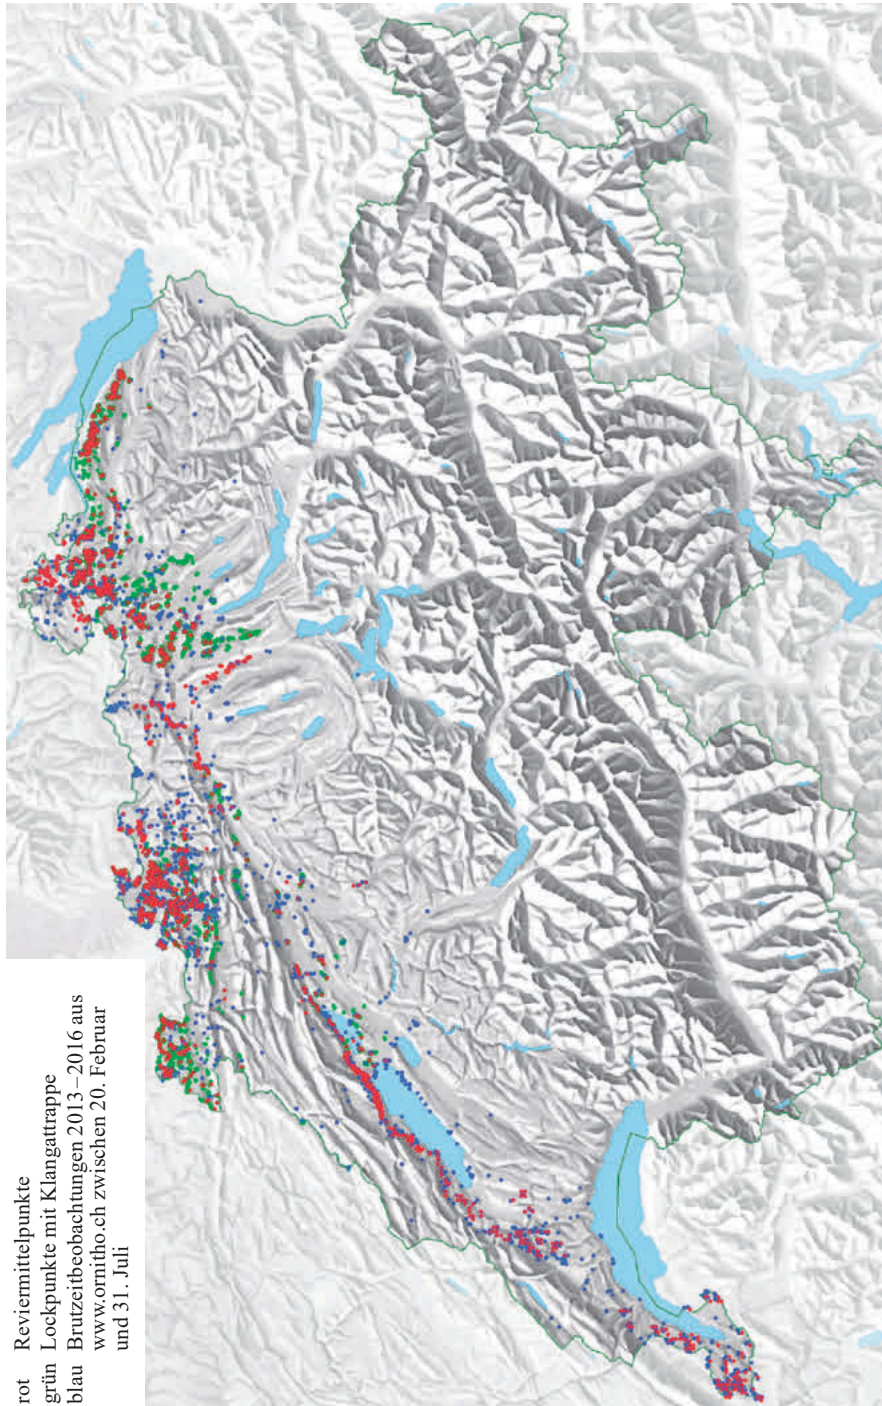 rot Reviermittelpunkte
grün Lockpunkte mit Klangattrappe
blau Brutzeitbeobachtungen 2013–2016 aus
www.ornitho.ch zwischen 20. Februar
und 31. Juli